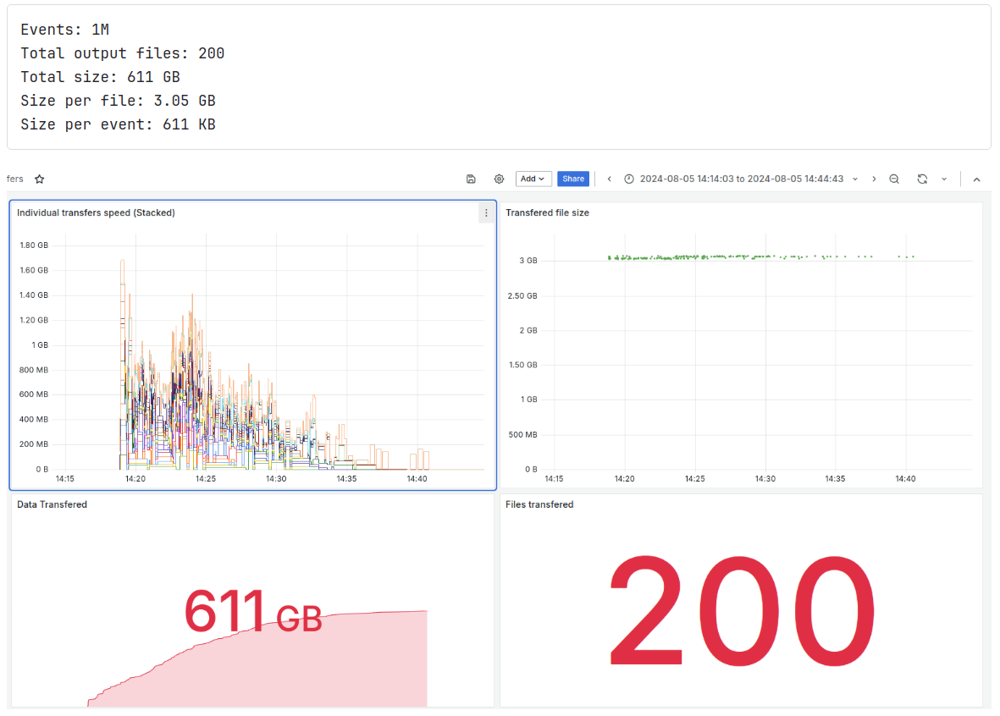 Events: 1M
Total output files: 200
Total size: 611 GB
Size per file: 3.05 GB
Size per event: 611 KB
fers
Add
Share
2024-08-05 14:14:03 to 2024-08-05 14:44:43
Individual transfers speed (Stacked)
1.80 GB
1.60 GB
1.40 GB
1.20 GB
1 GB
800 MB
600 MB
400 MB
200 MB
0 B
14:15 14:20 14:25 14:30 14:35 14:40
Transfered file size
3 GB
2.50 GB
2 GB
1.50 GB
1 GB
500 MB
0 B
14:15 14:20 14:25 14:30 14:35 14:40
Data Transfered
611 GB
Files transfered
200